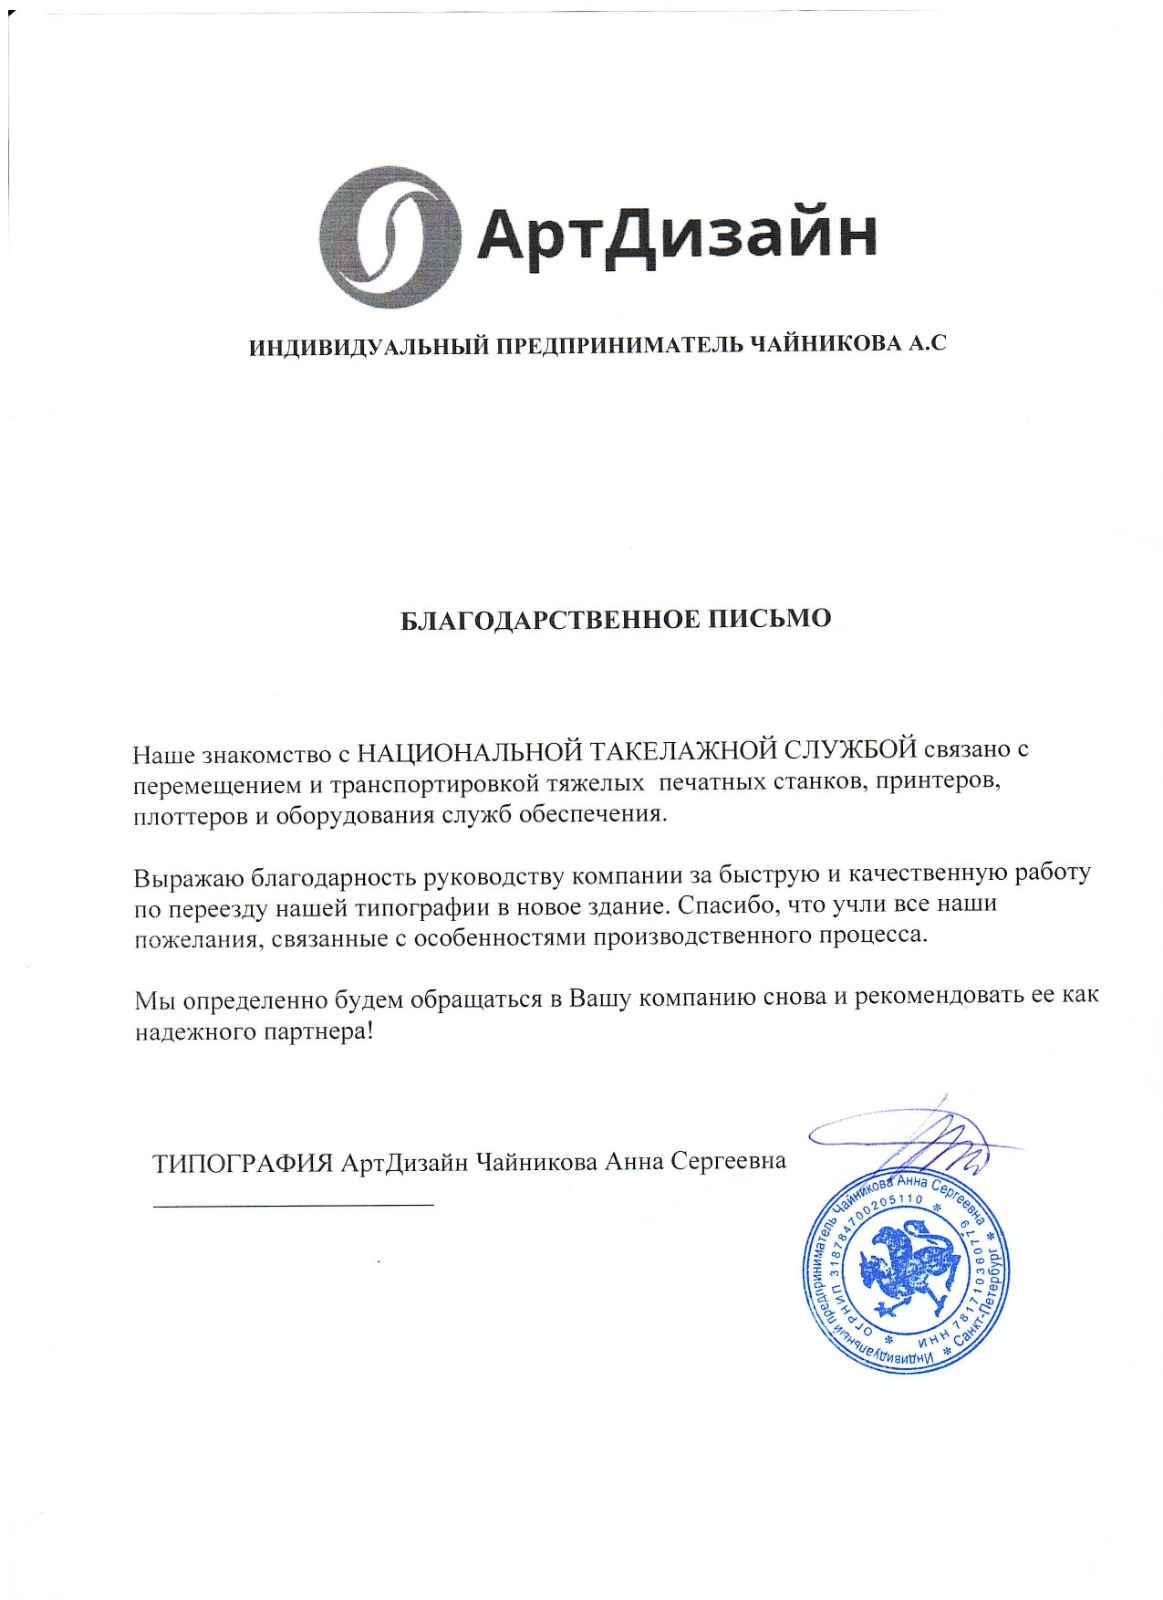 АртДизайн
ИНДИВИДУАЛЬНЫЙ ПРЕДПРИНИМАТЕЛЬ ЧАЙНИКОВА А.С
БЛАГОДАРСТВЕННОЕ ПИСЬМО
Наше знакомство с НАЦИОНАЛЬНОЙ ТАКЕЛАЖНОЙ СЛУЖБОЙ связано с
перемещением и транспортировкой тяжелых печатных станков, принтеров,
плоттеров и оборудования служб обеспечения.
Выражаю благодарность руководству компании за быструю и качественную работу
по переезду нашей типографии в новое здание. Спасибо, что учли все наши
пожелания, связанные с особенностями производственного процесса.
Мы определенно будем обращаться в Вашу компанию снова и рекомендовать ее как
надежного партнера!
ТИПОГРАФИЯ АртДизайн Чайникова Анна Сергеевна
Индивидуальный предприниматель Чайникова Анна Сергеевна * г Санкт-Петербург *
ОГРНИП 318784700205110 * ИНН 781710360779 *